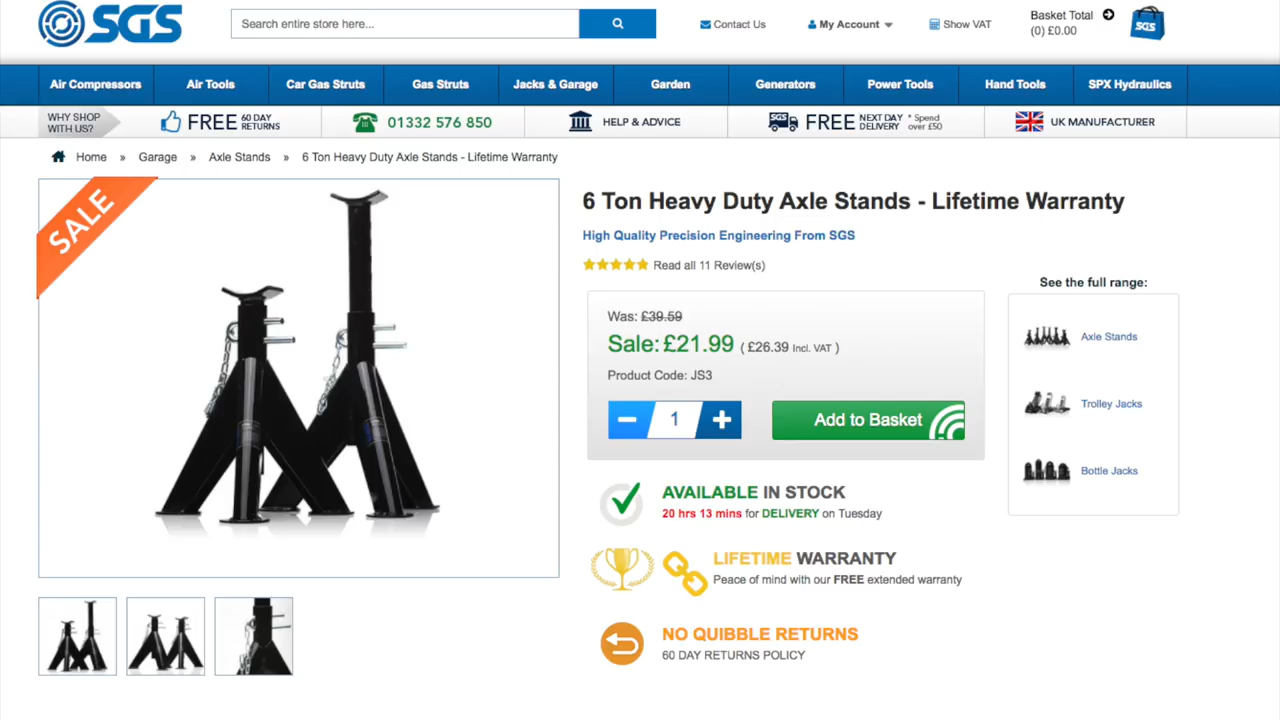 SGS
Search entire store here...
Contact Us
My Account
Show VAT
Basket Total
(0) £0.00
SGS
Air Compressors
Air Tools
Car Gas Struts
Gas Struts
Jacks & Garage
Garden
Generators
Power Tools
Hand Tools
SPX Hydraulics
WHY SHOP
WITH US?
FREE 60 DAY RETURNS
01332 576 850
HELP & ADVICE
SGS
FREE NEXT DAY DELIVERY * Spend over £50
UK MANUFACTURER
Home » Garage » Axle Stands » 6 Ton Heavy Duty Axle Stands - Lifetime Warranty
SALE
6 Ton Heavy Duty Axle Stands - Lifetime Warranty
High Quality Precision Engineering From SGS
Read all 11 Review(s)
Was: £39.59
Sale: £21.99 ( £26.39 Incl. VAT )
Product Code: JS3
1
Add to Basket
See the full range:
Axle Stands
Trolley Jacks
Bottle Jacks
AVAILABLE IN STOCK
20 hrs 13 mins for DELIVERY on Tuesday
LIFETIME WARRANTY
Peace of mind with our FREE extended warranty
NO QUIBBLE RETURNS
60 DAY RETURNS POLICY